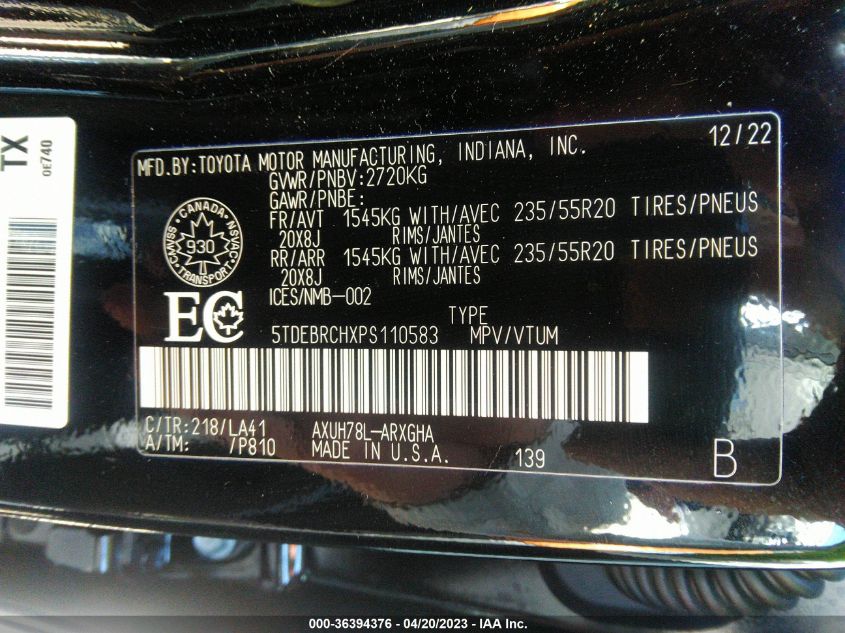 TX
OE740
12/22
MFD.BY:TOYOTA MOTOR MANUFACTURING, INDIANA, INC.
GVWR/PNBV:2720KG
GAWR/PNBE:
FR/AVT 1545KG WITH/AVEC 235/55R20 TIRES/PNEUS
20X8J RIMS/JANTES
RR/ARR 1545KG WITH/AVEC 235/55R20 TIRES/PNEUS
20X8J RIMS/JANTES
ICES/NMB-002
CANADA
CMVSS
NSVAC
930
TRANSPORT
EC
TYPE
5TDEBRCHXPS110583 MPV/VTUM
C/TR:218/LA41 AXUH78L-ARXGHA
A/TM: /P810 MADE IN U.S.A. 139
B
000-36394376 - 04/20/2023 - IAA Inc.